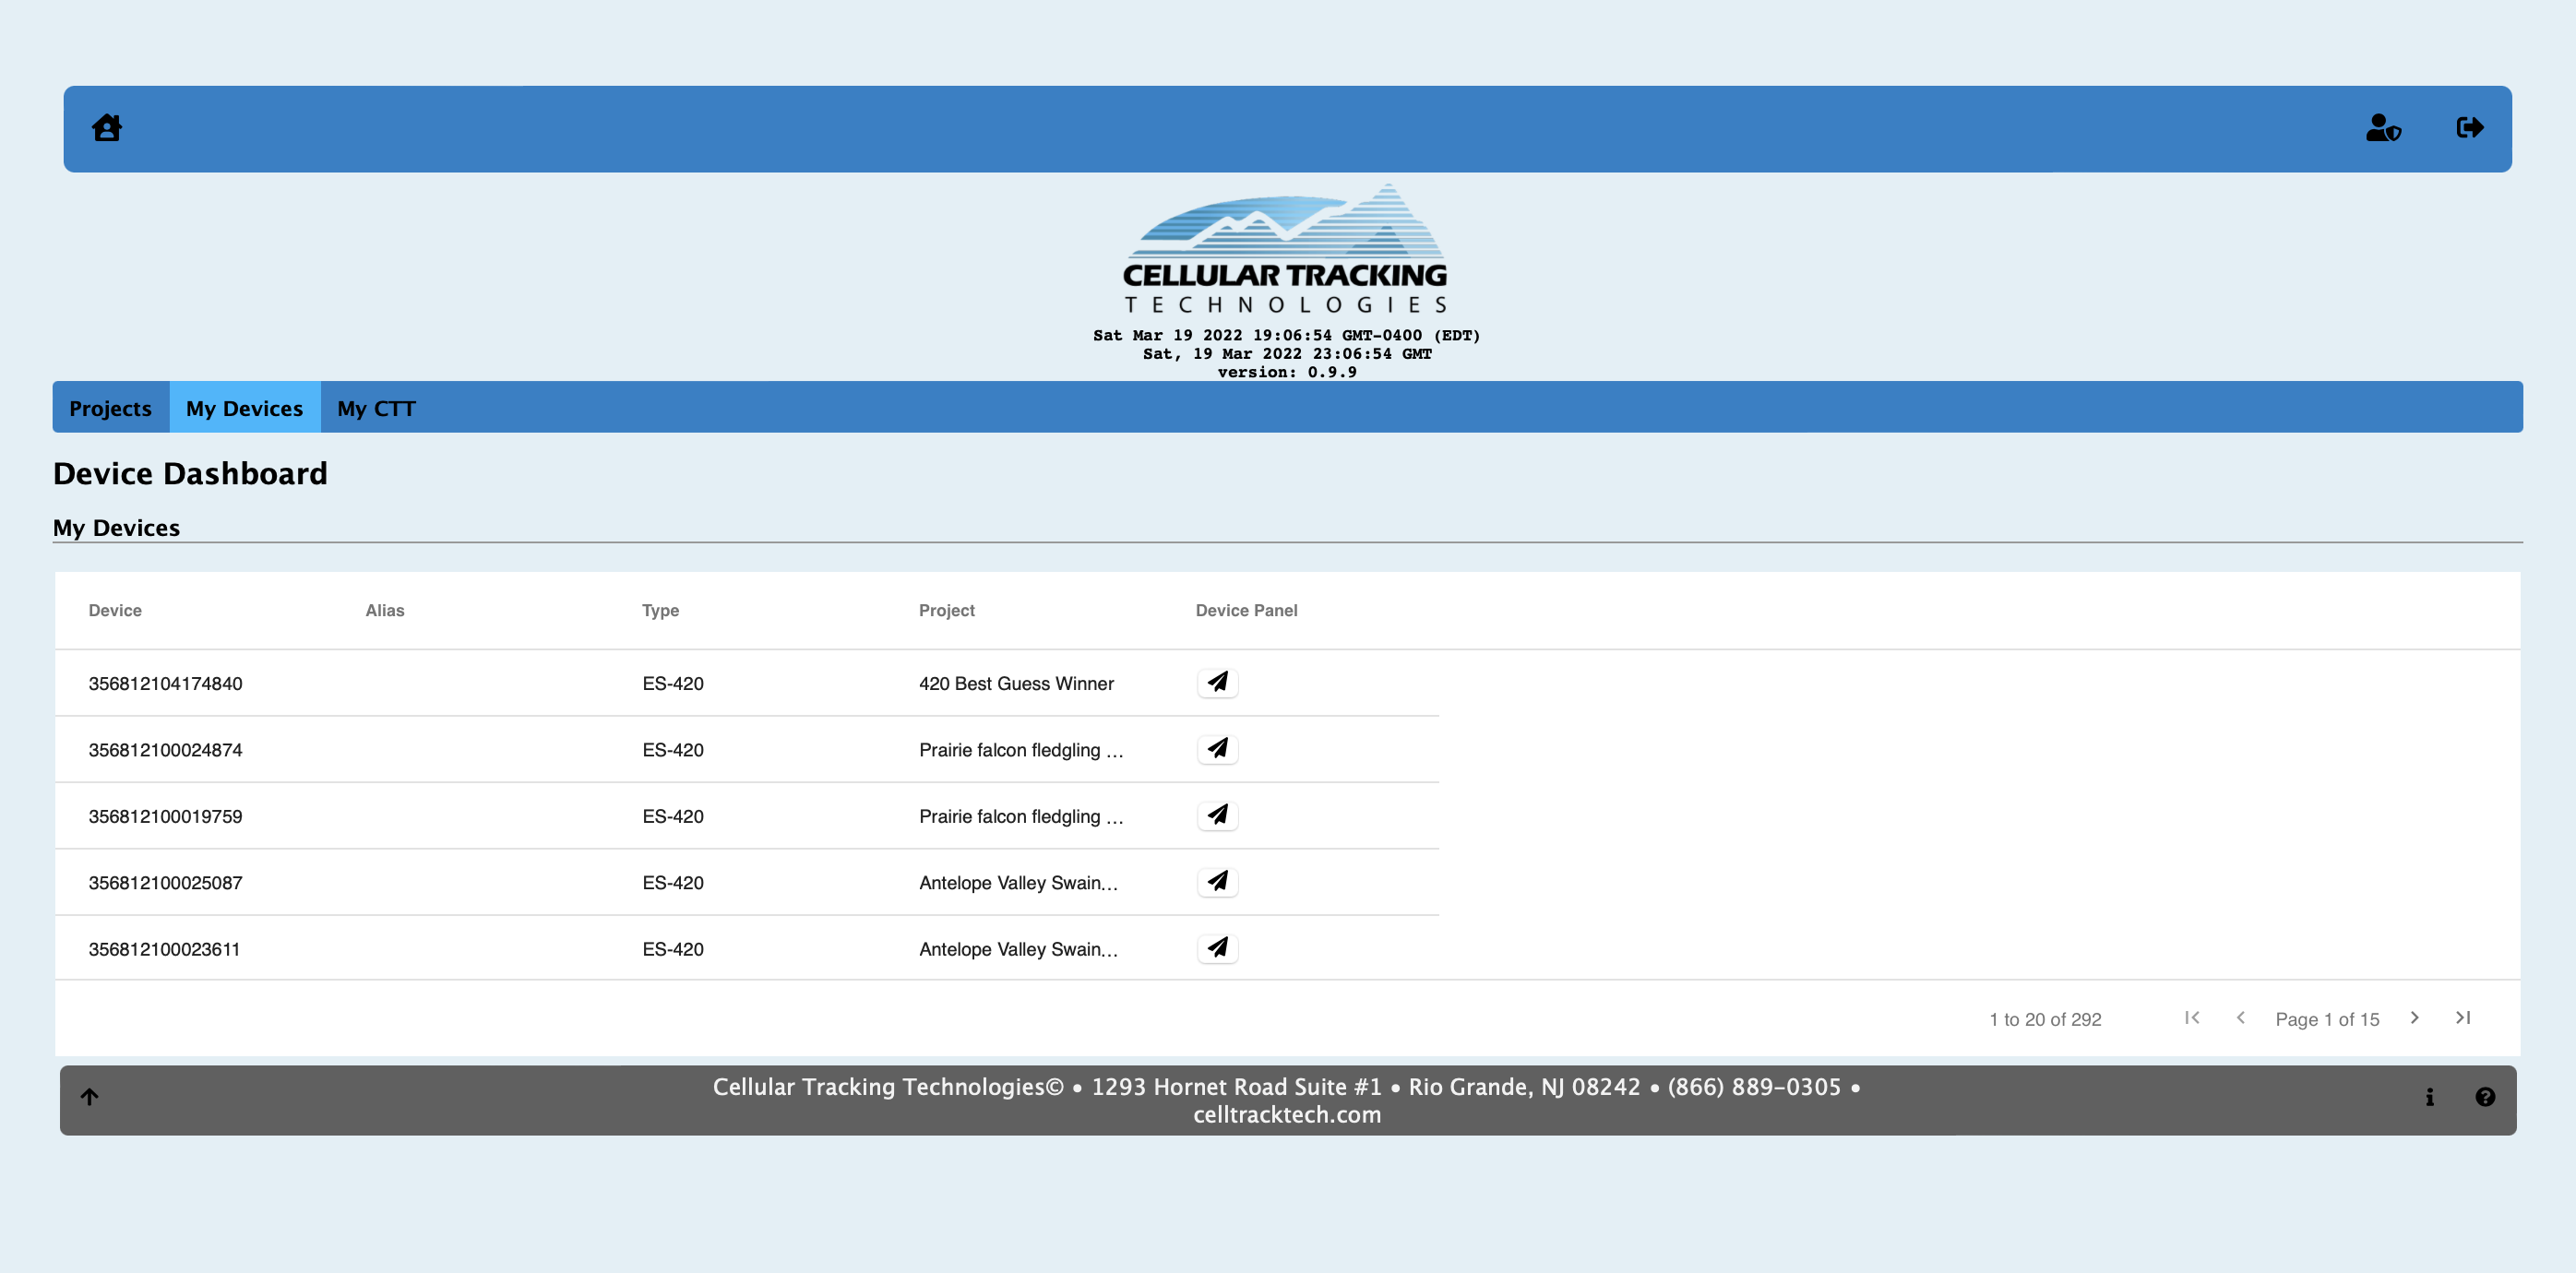 CELLULAR TRACKING
TECHNOLOGIES
Sat Mar 19 2022 19:06:54 GMT-0400 (EDT)
Sat, 19 Mar 2022 23:06:54 GMT
version: 0.9.9
Projects My Devices My CTT
Device Dashboard
My Devices
Device Alias Type Project Device Panel
356812104174840 ES-420 420 Best Guess Winner
356812100024874 ES-420 Prairie falcon fledgling ...
356812100019759 ES-420 Prairie falcon fledgling ...
356812100025087 ES-420 Antelope Valley Swain...
356812100023611 ES-420 Antelope Valley Swain...
1 to 20 of 292 Page 1 of 15
Cellular Tracking Technologies© • 1293 Hornet Road Suite #1 • Rio Grande, NJ 08242 • (866) 889-0305 •
celltracktech.com